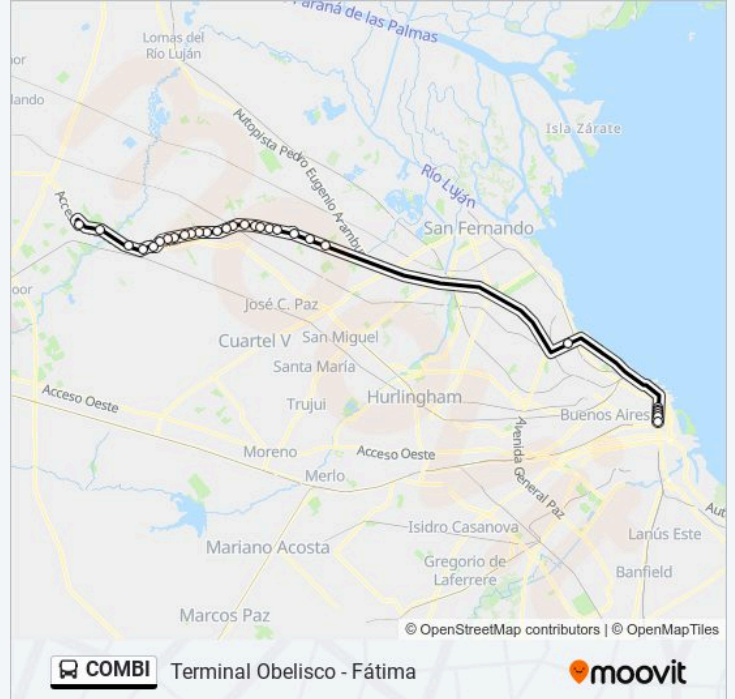 Paraná de las Palmas
Lomas del
Río Luján
or
lando
Isla Zárate
Autopista Pedro Eugenio Arambu
Río Luján
Acce
San Fernando
oor
José C. Paz
Cuartel V
San Miguel
Santa María
Acceso Oeste
Trujui
Hurlingham
Buenos Aires
Moreno
Acceso Oeste
Avenida General Paz
Merlo
Aut
Isidro Casanova
Lanús Este
Mariano Acosta
Gregorio de
Laferrere
Banfield
Marcos Paz
© OpenStreetMap contributors | © OpenMapTiles
COMBI
Terminal Obelisco - Fátima
moovit